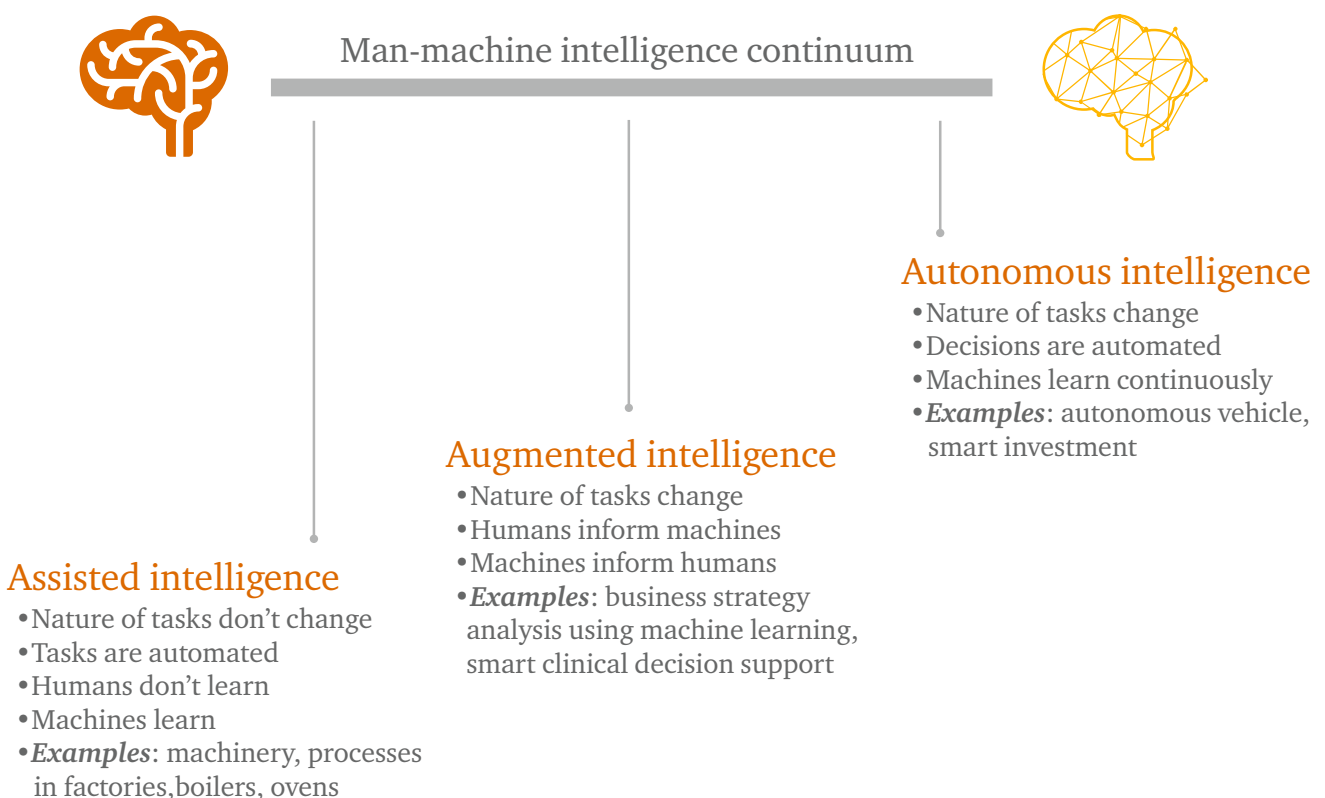 Man-machine intelligence continuum
Autonomous intelligence
•Nature of tasks change
•Decisions are automated
•Machines learn continuously
•Examples: autonomous vehicle,
smart investment
Augmented intelligence
•Nature of tasks change
•Humans inform machines
•Machines inform humans
•Examples: business strategy
analysis using machine learning,
smart clinical decision support
Assisted intelligence
•Nature of tasks don’t change
•Tasks are automated
•Humans don’t learn
•Machines learn
•Examples: machinery, processes
in factories,boilers, ovens